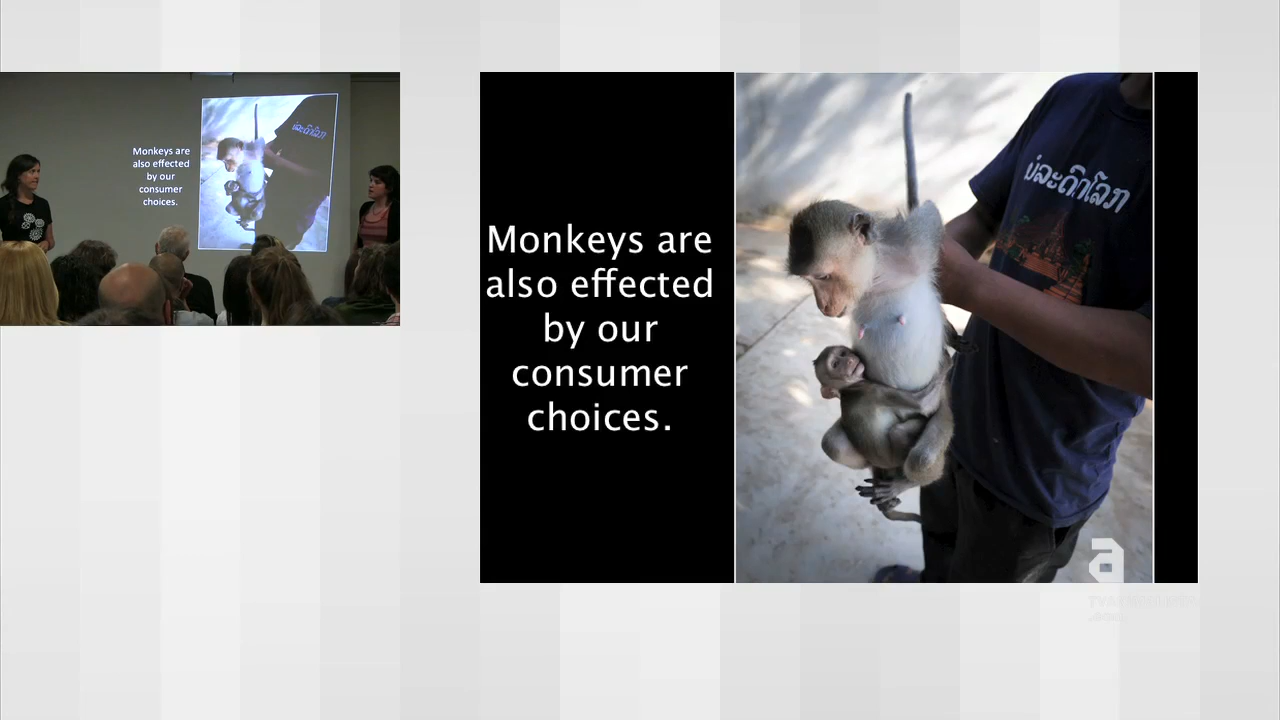 Monkeys are
also effected
by our
consumer
choices.
Monkeys are
also effected
by our
consumer
choices.
ບໍ່ລະດົກໂລກ
a